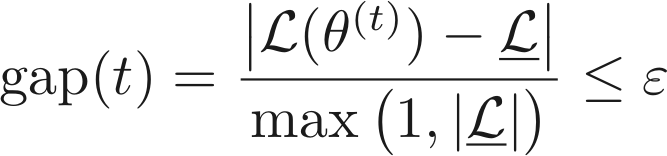 gap(t) = |𝓛(θ^(t)) − 𝓛̲| / max (1, |𝓛̲|) ≤ ε